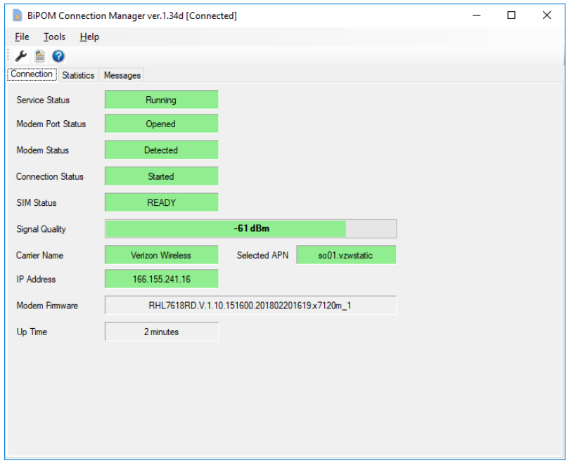 BiPOM Connection Manager ver.1.34d [Connected]
File Tools Help
Connection Statistics Messages
Service Status Running
Modem Port Status Opened
Modem Status Detected
Connection Status Started
SIM Status READY
Signal Quality -61 dBm
Carrier Name Verizon Wireless Selected APN so01.vzwstatic
IP Address 166.155.241.16
Modem Firmware RHL7618RD.V.1.10.151600.201802201619.x7120m_1
Up Time 2 minutes